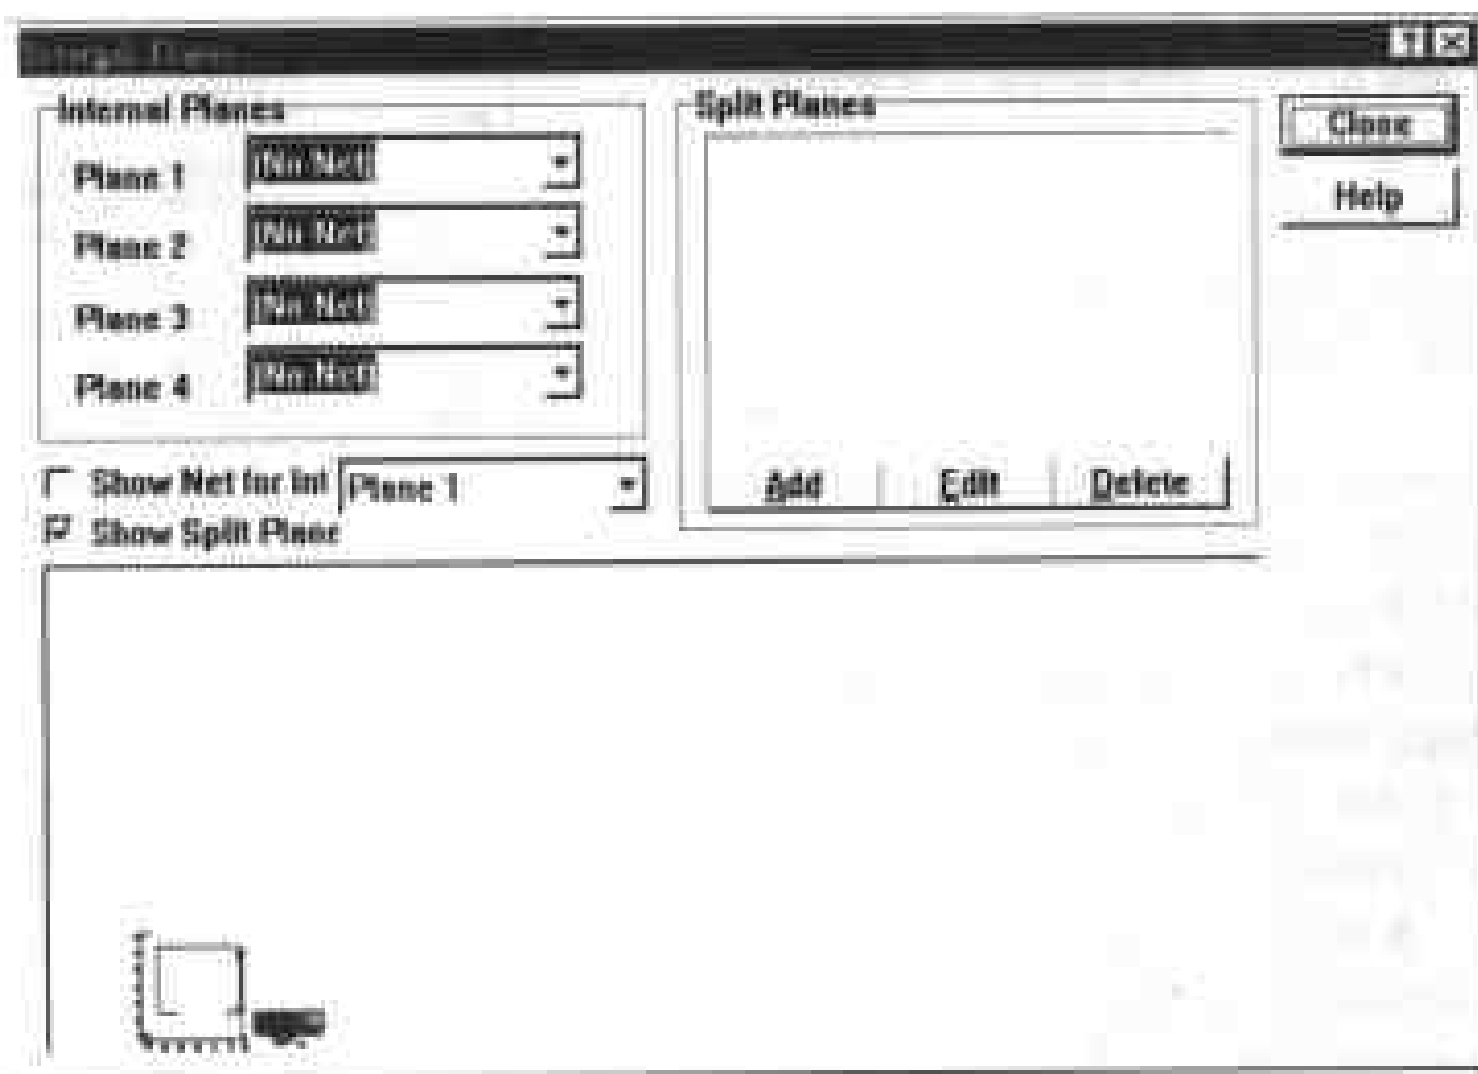 Internal Planes
Plane 1
(No Net)
Plane 2
(No Net)
Plane 3
(No Net)
Plane 4
(No Net)
Show Net for Int
Plane 1
Show Split Plane
Split Planes
Add
Edit
Delete
Close
Help